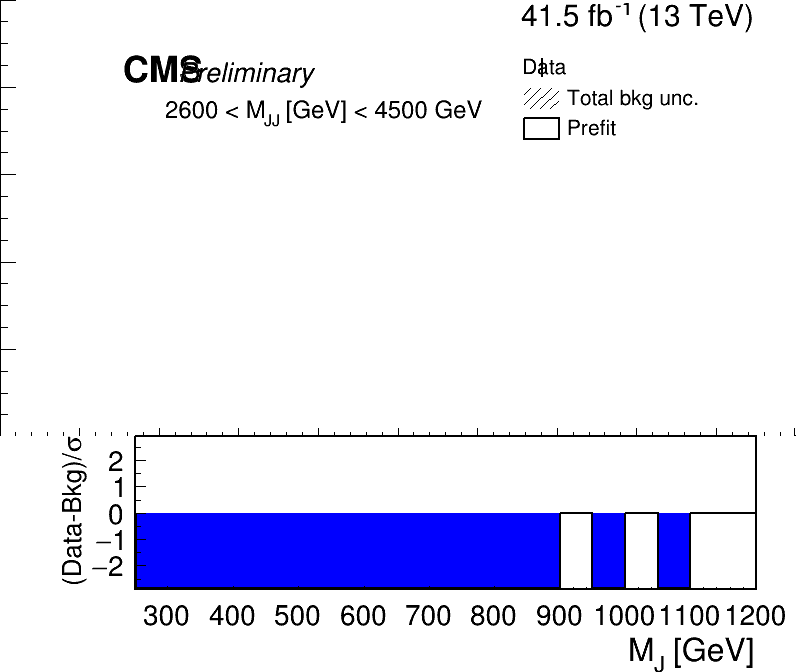 41.5 fb-1 (13 TeV)
CMS Preliminary
Data
2600 < MJJ [GeV] < 4500 GeV
Total bkg unc.
Prefit
(Data-Bkg)/σ
2
1
0
−1
−2
300 400 500 600 700 800 900 1000 1100 1200
MJ [GeV]